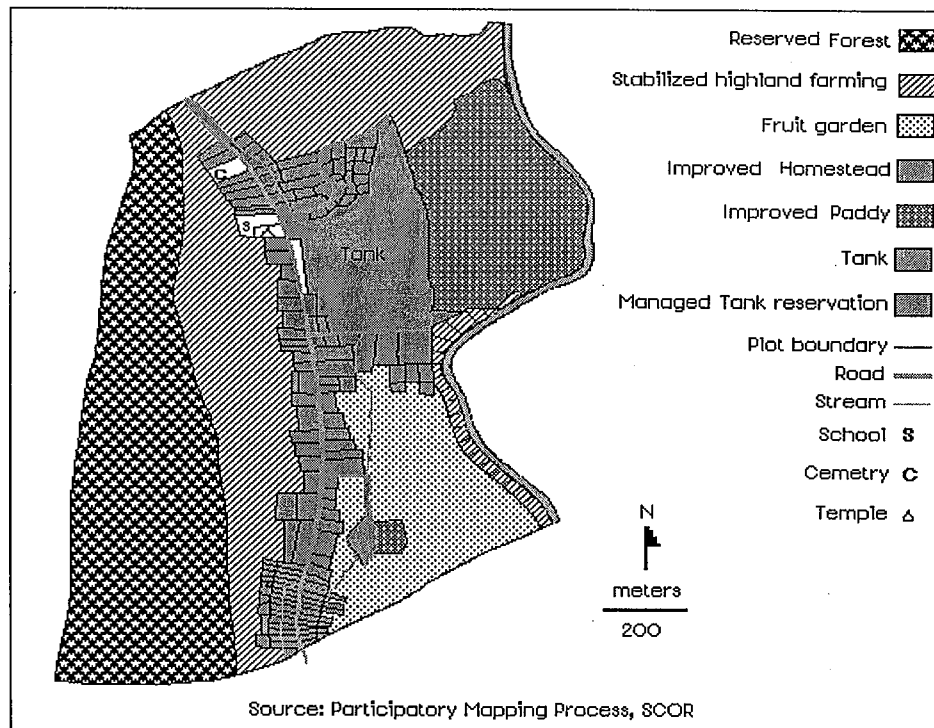 Reserved Forest
Stabilized highland farming
Fruit garden
Improved Homestead
Improved Paddy
Tank
Managed Tank reservation
Plot boundary
Road
Stream
School S
Cemetry C
Temple
C
S
Tank
N
meters
200
Source: Participatory Mapping Process, SCOR